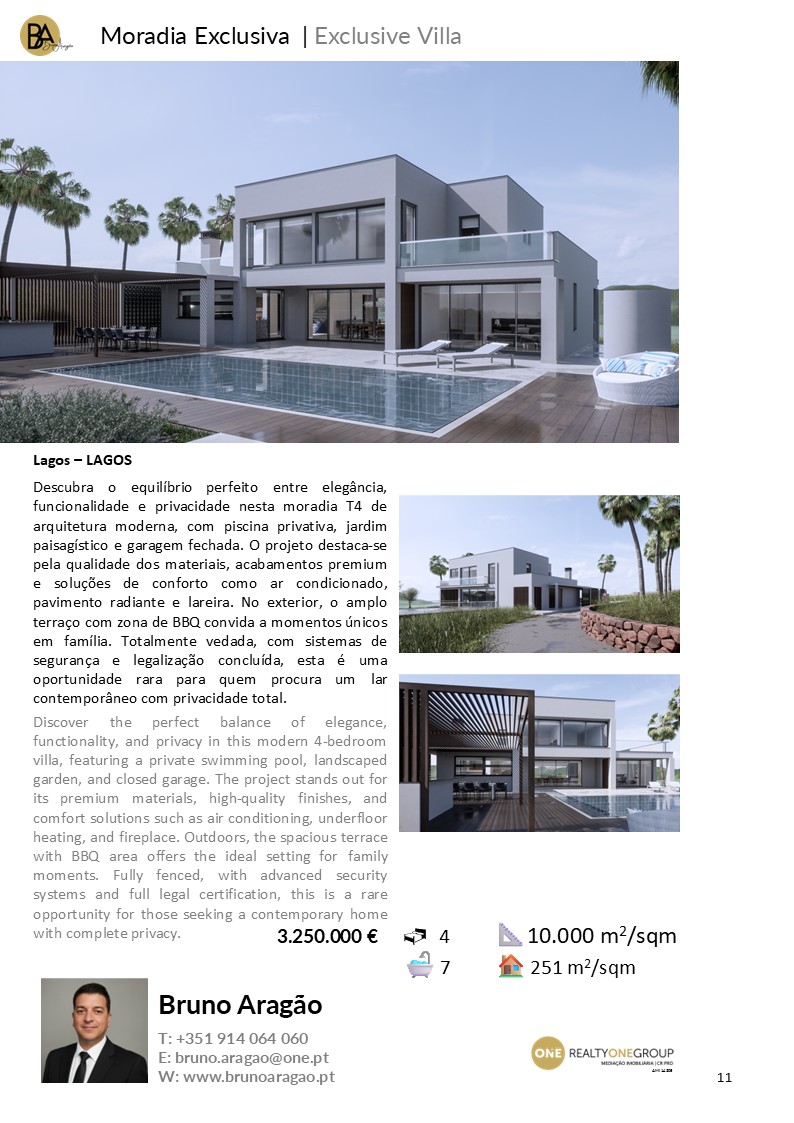 BA
Moradia Exclusiva | Exclusive Villa
Lagos – LAGOS
Descubra o equilíbrio perfeito entre elegância,
funcionalidade e privacidade nesta moradia T4 de
arquitetura moderna, com piscina privativa, jardim
paisagístico e garagem fechada. O projeto destaca-se
pela qualidade dos materiais, acabamentos premium
e soluções de conforto como ar condicionado,
pavimento radiante e lareira. No exterior, o amplo
terraço com zona de BBQ convida a momentos únicos
em família. Totalmente vedada, com sistemas de
segurança e legalização concluída, esta é uma
oportunidade rara para quem procura um lar
contemporâneo com privacidade total.
Discover the perfect balance of elegance,
functionality, and privacy in this modern 4-bedroom
villa, featuring a private swimming pool, landscaped
garden, and closed garage. The project stands out for
its premium materials, high-quality finishes, and
comfort solutions such as air conditioning, underfloor
heating, and fireplace. Outdoors, the spacious terrace
with BBQ area offers the ideal setting for family
moments. Fully fenced, with advanced security
systems and full legal certification, this is a rare
opportunity for those seeking a contemporary home
with complete privacy.
3.250.000 €
4
10.000 m²/sqm
7
251 m²/sqm
Bruno Aragão
T: +351 914 064 060
E: bruno.aragao@one.pt
W: www.brunoaragao.pt
ONE REALTYONEGROUP
MEDIAÇÃO IMOBILIÁRIA | CR PRO
11